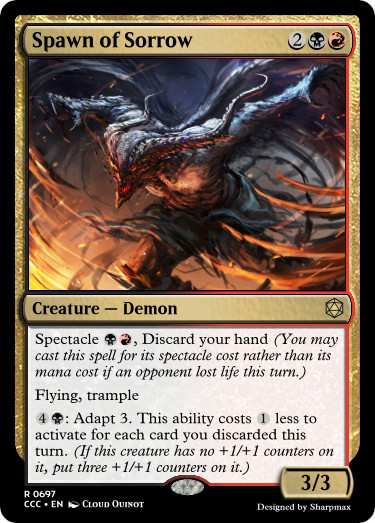 Spawn of Sorrow 2
Creature — Demon
Spectacle , Discard your hand (You may
cast this spell for its spectacle cost rather than its
mana cost if an opponent lost life this turn.)
Flying, trample
4 : Adapt 3. This ability costs 1 less to
activate for each card you discarded this
turn. (If this creature has no +1/+1 counters on
it, put three +1/+1 counters on it.)
3/3
R 0697
CCC • EN Cloud Quinot
Designed by Sharpmax